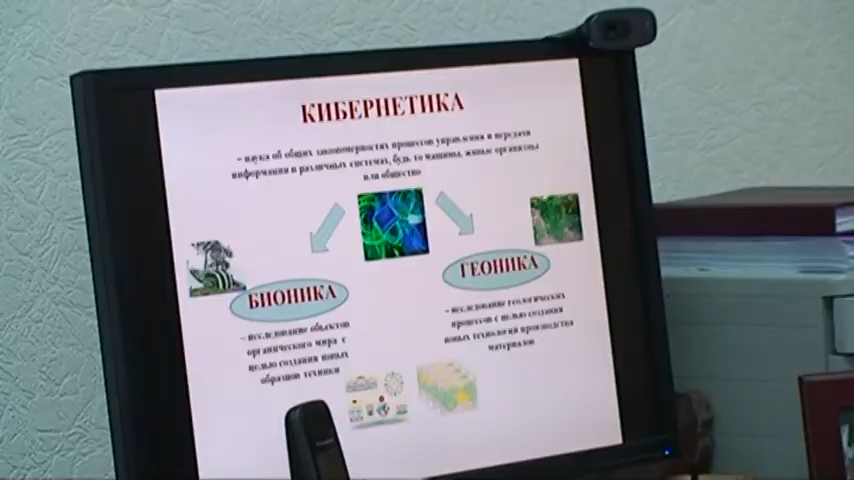 КИБЕРНЕТИКА
– наука об общих закономерностях процессов управления и передачи
информации в различных системах, будь то машины, живые организмы
или общество
БИОНИКА
– исследование объектов
органического мира с
целью создания новых
образцов техники
ГЕОНИКА
– исследование геологических
процессов с целью создания
новых технологий производства
материалов